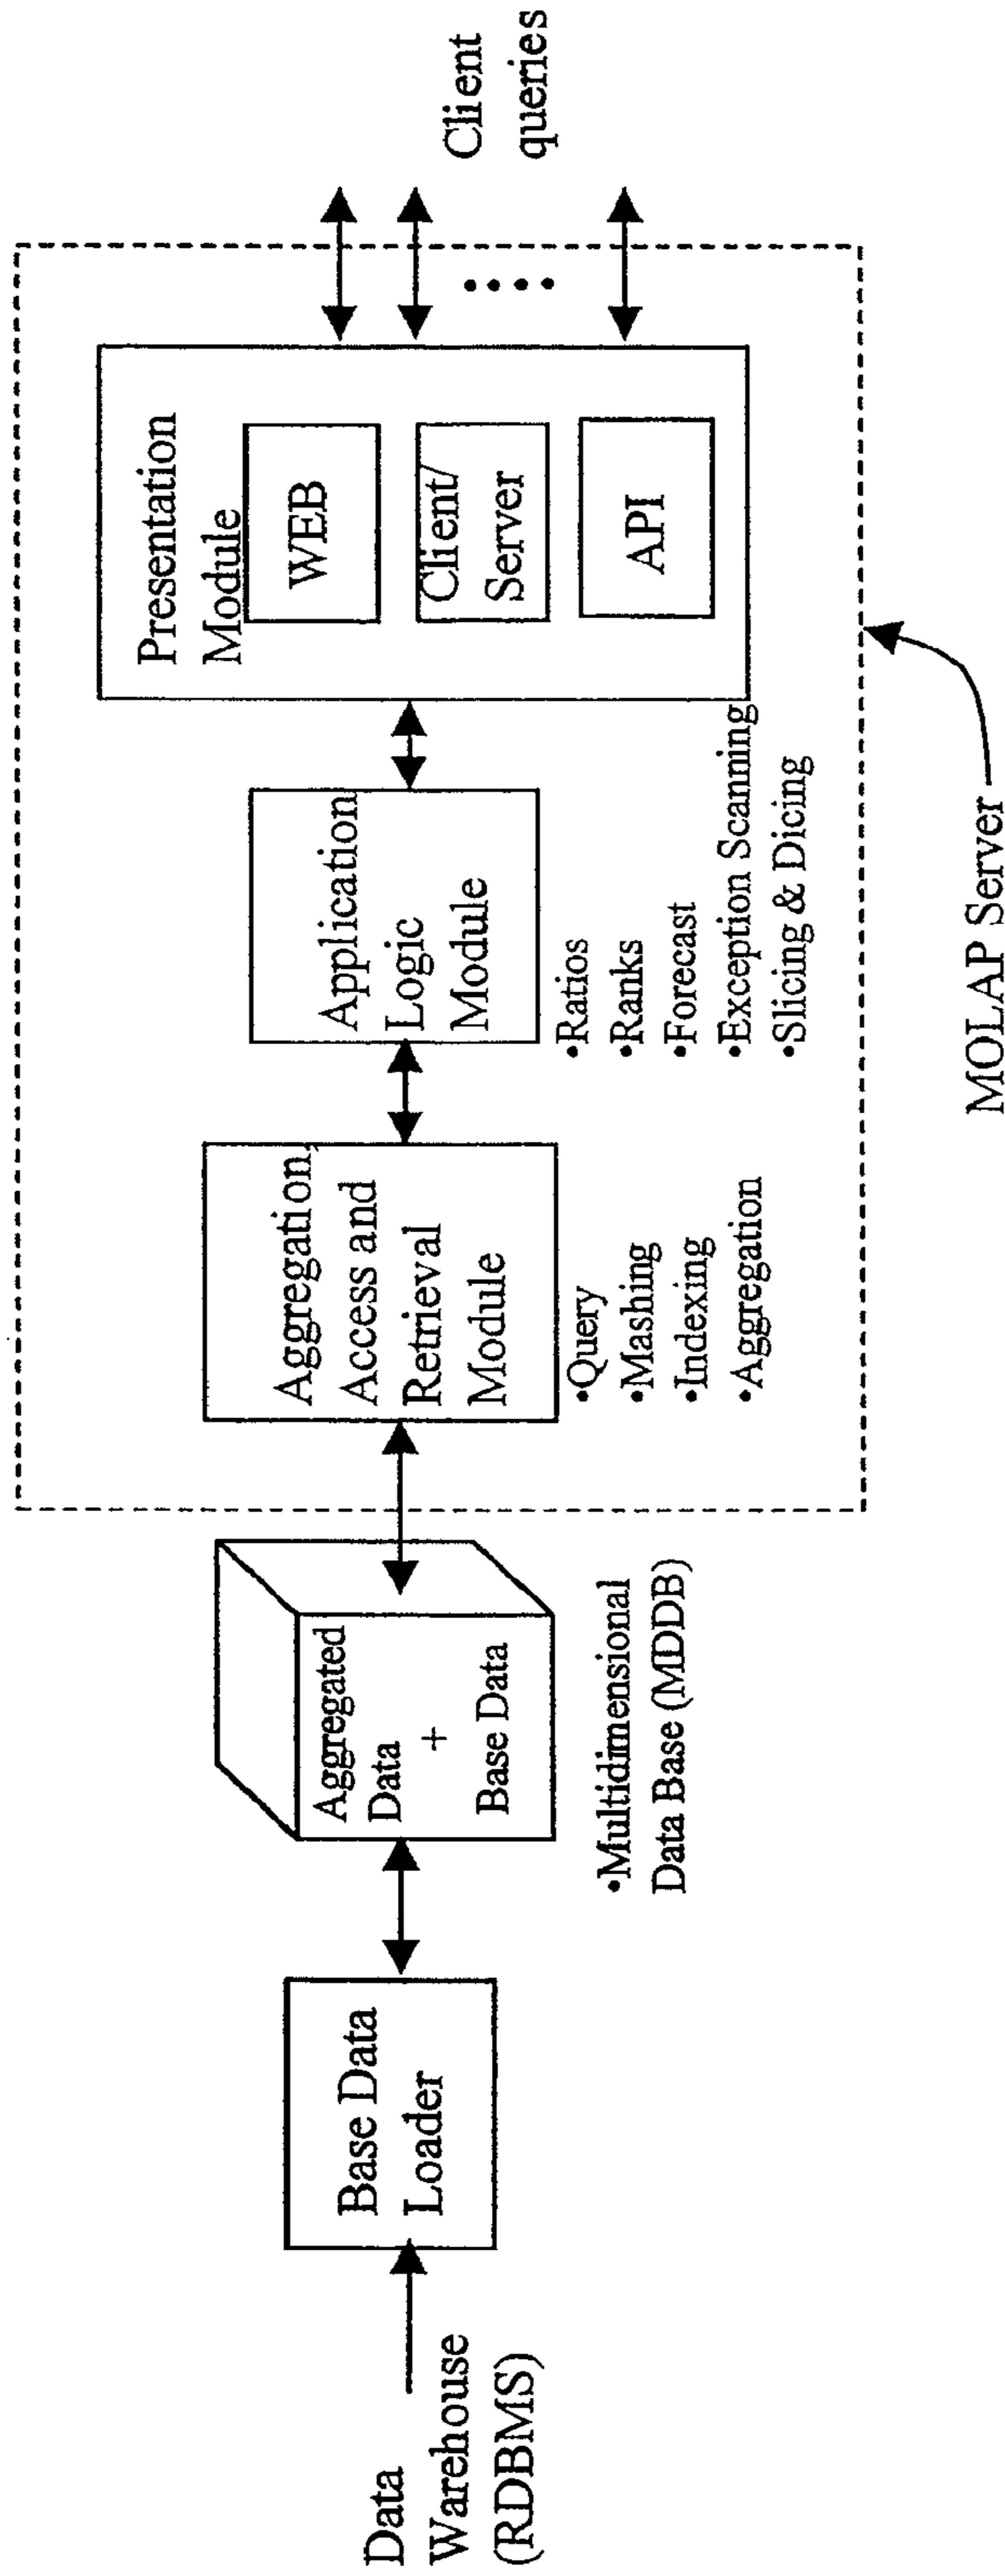 Data
Warehouse
(RDBMS)
Base Data
Loader
Aggregated
Data
+
Base Data
•Multidimensional
Data Base (MDDB)
Aggregation,
Access and
Retrieval
Module
•Query
•Mashing
•Indexing
•Aggregation
Application
Logic
Module
•Ratios
•Ranks
•Forecast
•Exception Scanning
•Slicing & Dicing
Presentation
Module
WEB
Client/
Server
API
Client
queries
MOLAP Server